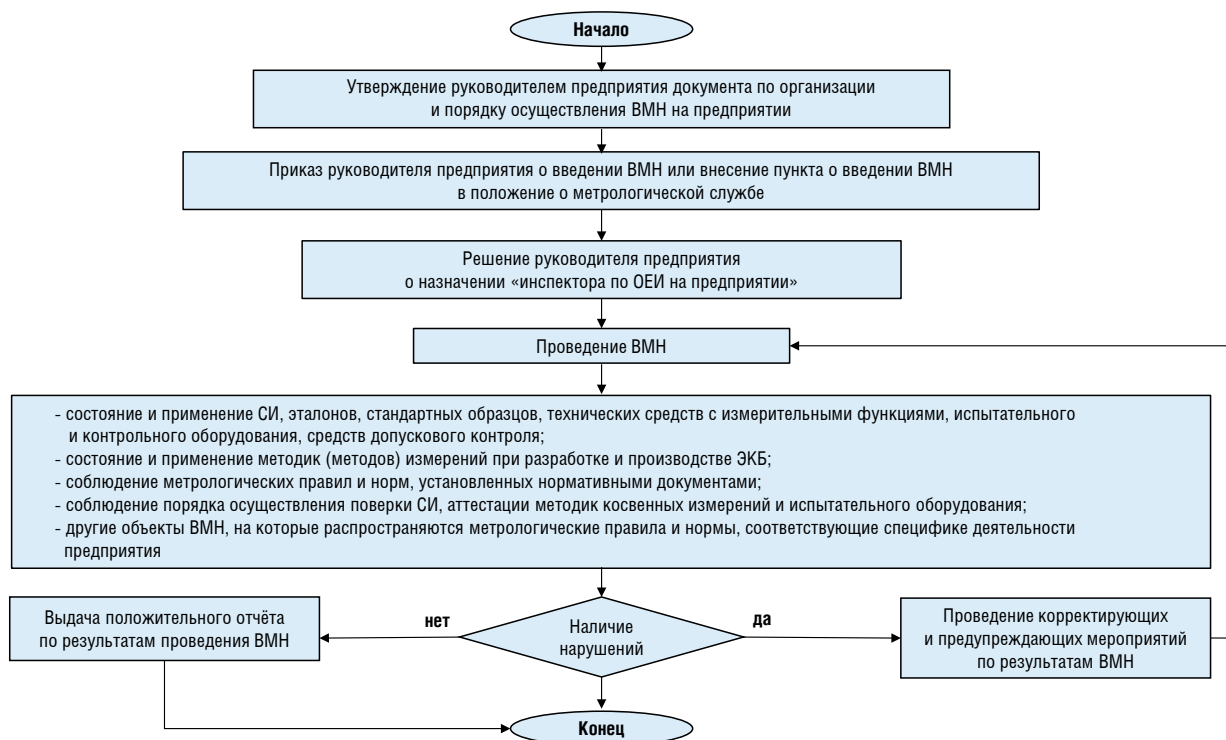 Начало
Утверждение руководителем предприятия документа по организации
и порядку осуществления ВМН на предприятии
Приказ руководителя предприятия о введении ВМН или внесение пункта о введении ВМН
в положение о метрологической службе
Решение руководителя предприятия
о назначении «инспектора по ОЕИ на предприятии»
Проведение ВМН
- состояние и применение СИ, эталонов, стандартных образцов, технических средств с измерительными функциями, испытательного
и контрольного оборудования, средств допускового контроля;
- состояние и применение методик (методов) измерений при разработке и производстве ЭКБ;
- соблюдение метрологических правил и норм, установленных нормативными документами;
- соблюдение порядка осуществления поверки СИ, аттестации методик косвенных измерений и испытательного оборудования;
- другие объекты ВМН, на которые распространяются метрологические правила и нормы, соответствующие специфике деятельности
предприятия
Выдача положительного отчёта
по результатам проведения ВМН
нет
Наличие
нарушений
да
Проведение корректирующих
и предупреждающих мероприятий
по результатам ВМН
Конец